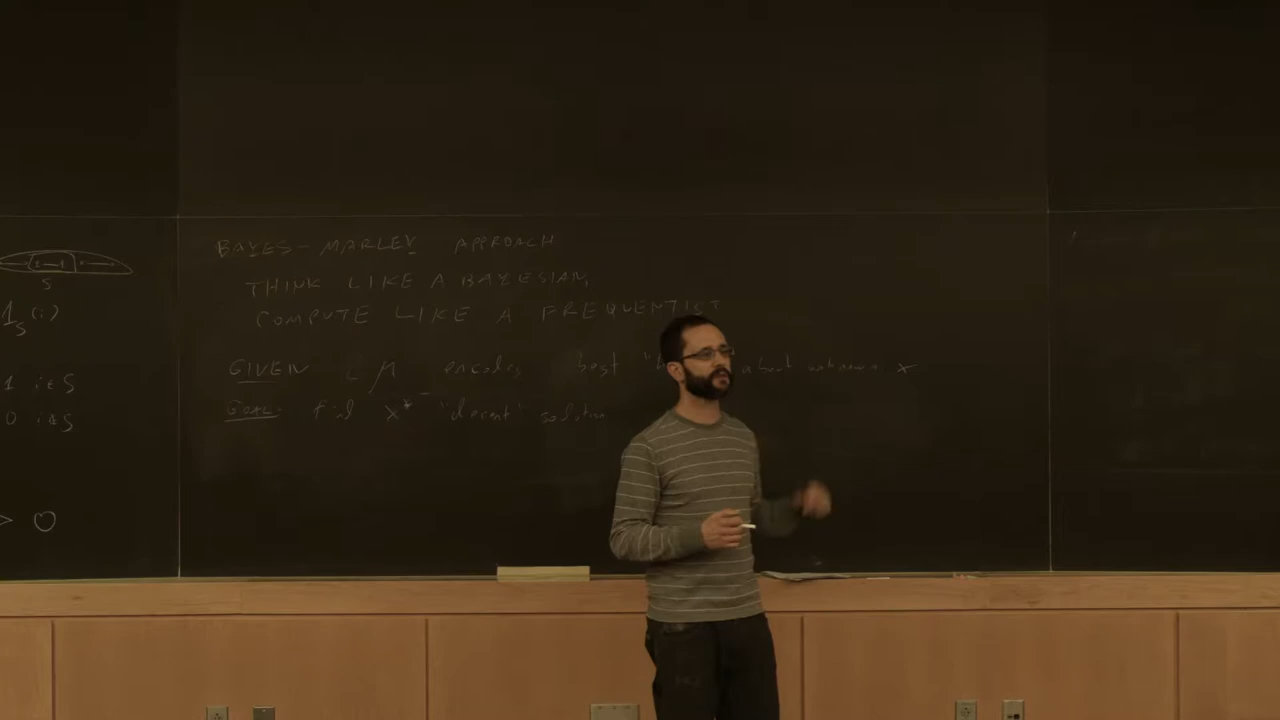 S
1_S(i)
1 i∈S
0 i∉S
> ♡
BAYES-MARLEY APPROACH
THINK LIKE A BAYESIAN,
COMPUTE LIKE A FREQUENTIST
GIVEN encodes best " about unknown x
GOAL: find x* "decent" solution